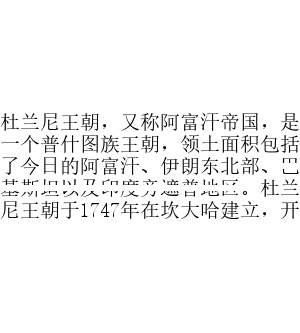 杜兰尼王朝，又称阿富汗帝国，是
一个普什图族王朝，领土面积包括
了今日的阿富汗、伊朗东北部、巴
基斯坦以及印度旁遮普地区。杜兰
尼王朝于1747年在坎大哈建立，开